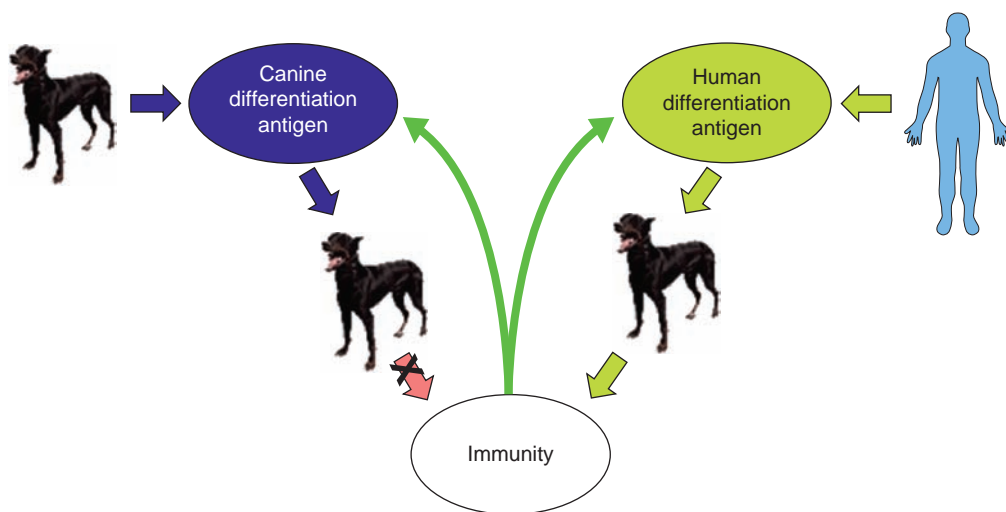 Canine
differentiation
antigen
Human
differentiation
antigen
Immunity